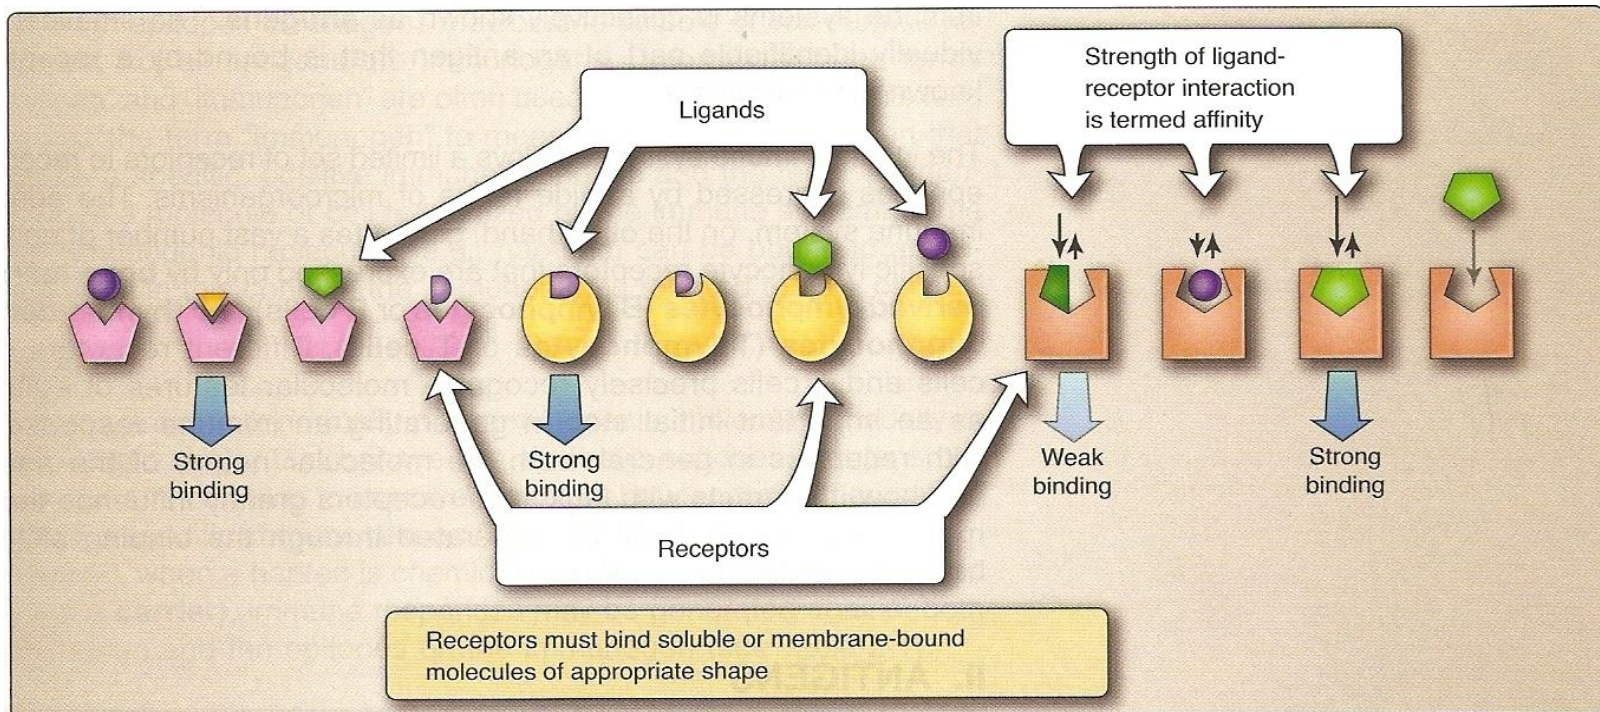 Ligands
Strength of ligand-
receptor interaction
is termed affinity
Strong
binding
Strong
binding
Weak
binding
Strong
binding
Receptors
Receptors must bind soluble or membrane-bound
molecules of appropriate shape